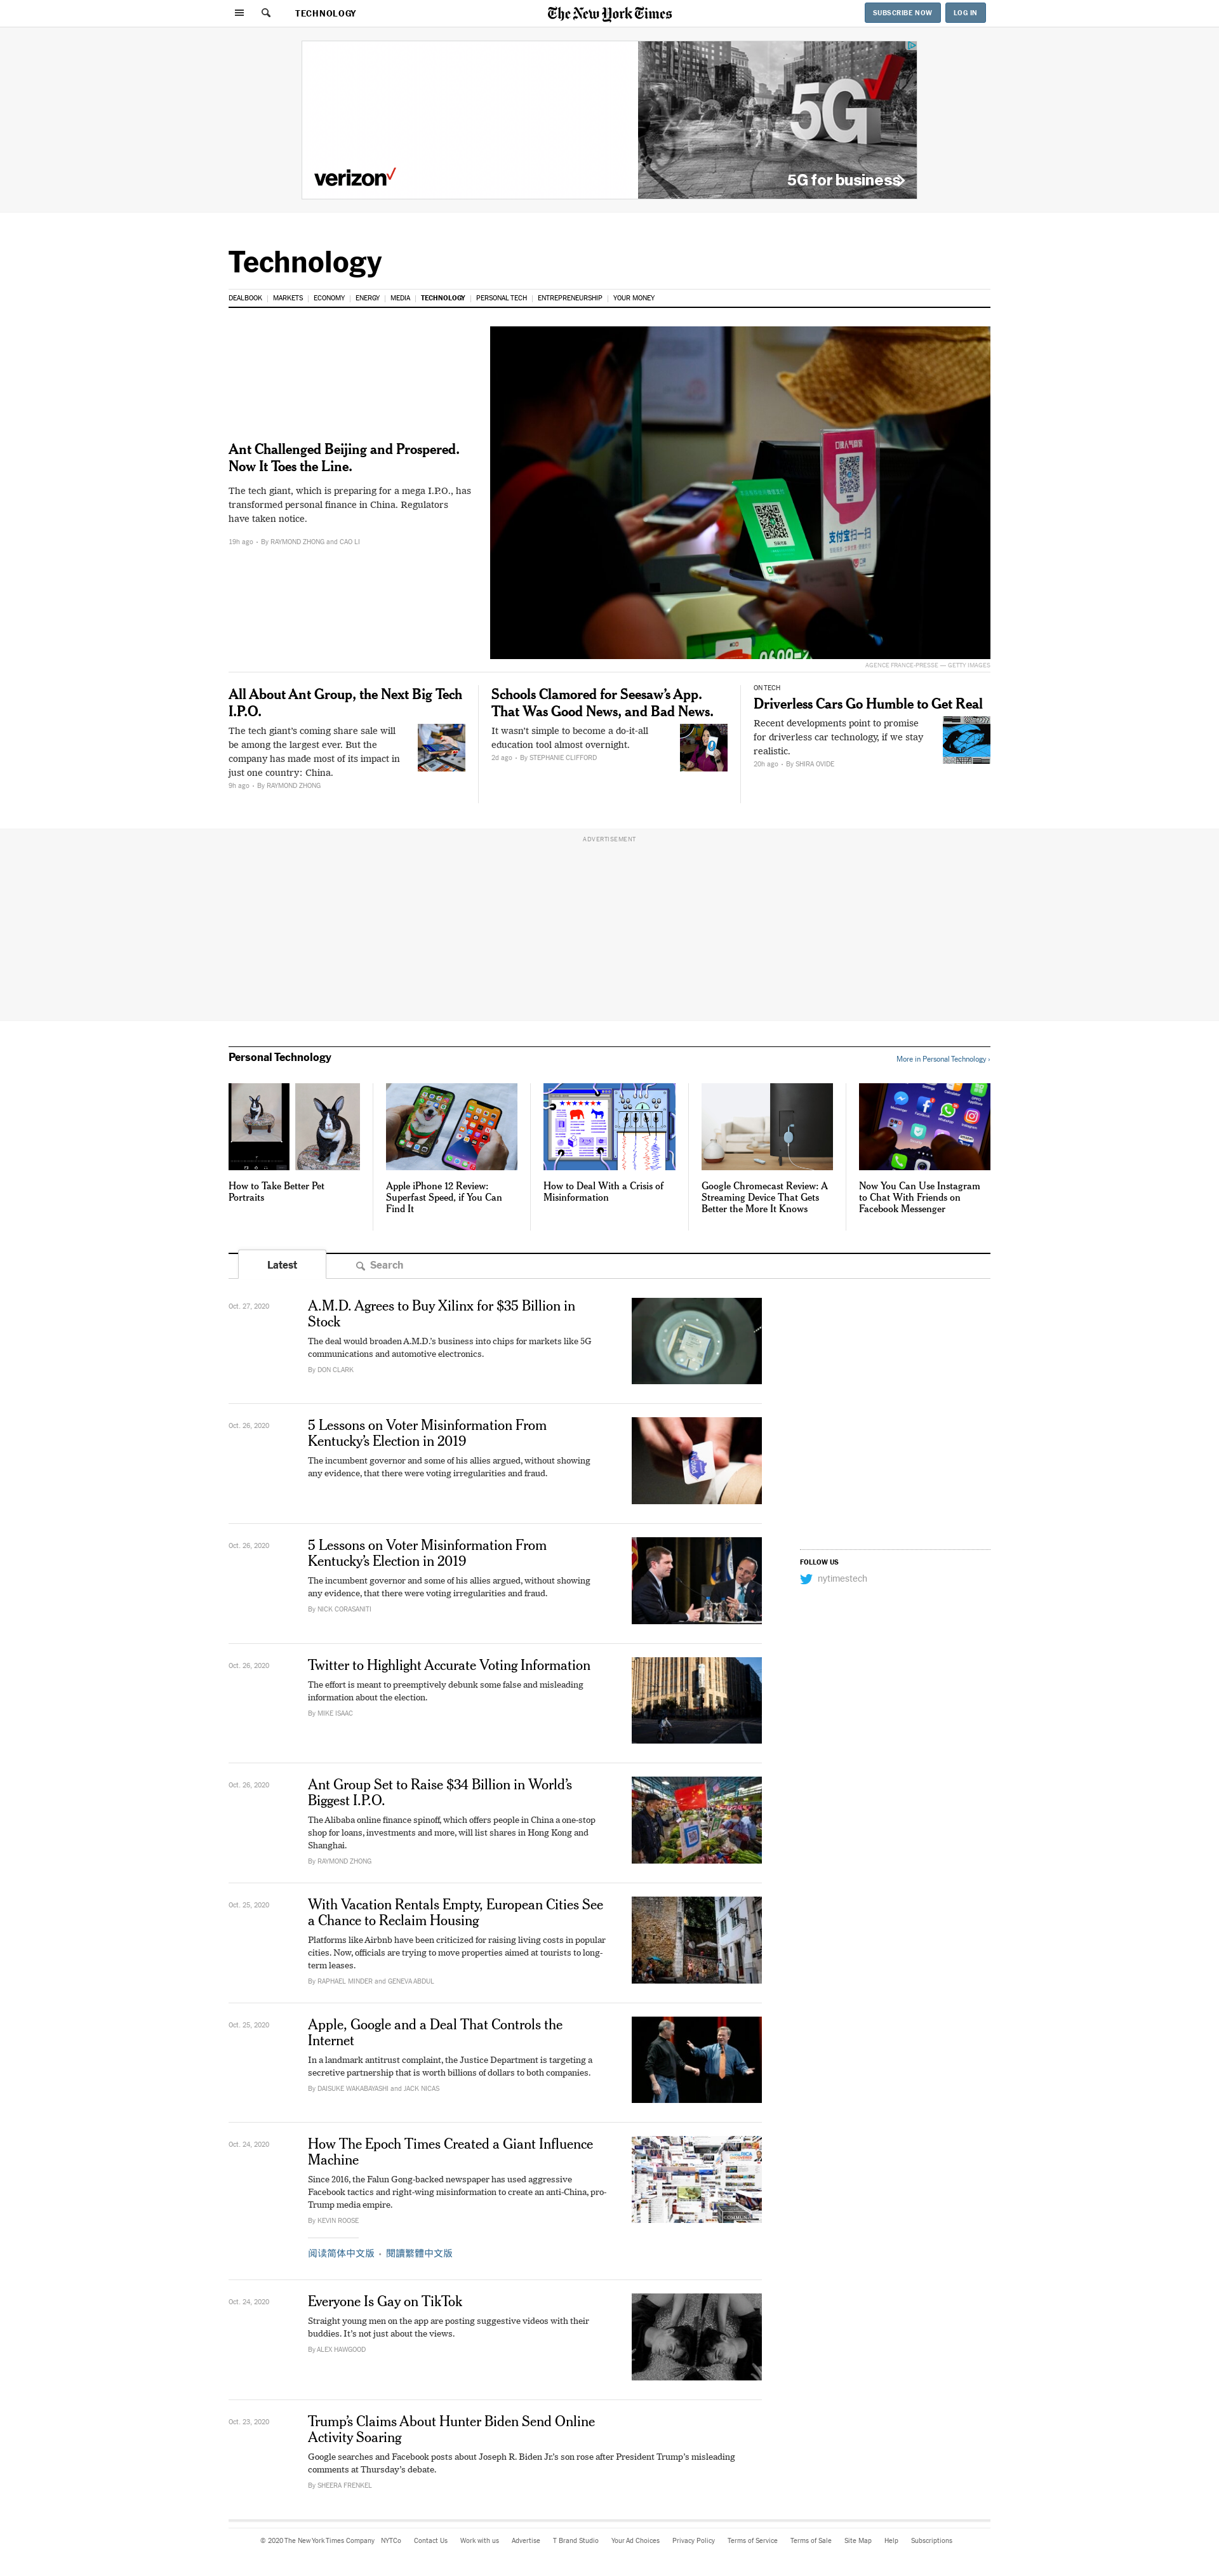 TECHNOLOGY
The New York Times
SUBSCRIBE NOW
LOG IN
verizon
5G
5G for business
Technology
DEALBOOK
MARKETS
ECONOMY
ENERGY
MEDIA
TECHNOLOGY
PERSONAL TECH
ENTREPRENEURSHIP
YOUR MONEY
Ant Challenged Beijing and Prospered.
Now It Toes the Line.
The tech giant, which is preparing for a mega I.P.O., has
transformed personal finance in China. Regulators
have taken notice.
19h ago • By RAYMOND ZHONG and CAO LI
支付宝 扫一扫
AGENCE FRANCE-PRESSE — GETTY IMAGES
All About Ant Group, the Next Big Tech
I.P.O.
The tech giant's coming share sale will
be among the largest ever. But the
company has made most of its impact in
just one country: China.
9h ago • By RAYMOND ZHONG
Schools Clamored for Seesaw's App.
That Was Good News, and Bad News.
It wasn't simple to become a do-it-all
education tool almost overnight.
2d ago • By STEPHANIE CLIFFORD
ON TECH
Driverless Cars Go Humble to Get Real
Recent developments point to promise
for driverless car technology, if we stay
realistic.
20h ago • By SHIRA OVIDE
ADVERTISEMENT
Personal Technology
More in Personal Technology ›
How to Take Better Pet
Portraits
Apple iPhone 12 Review:
Superfast Speed, if You Can
Find It
How to Deal With a Crisis of
Misinformation
Google Chromecast Review: A
Streaming Device That Gets
Better the More It Knows
Now You Can Use Instagram
to Chat With Friends on
Facebook Messenger
Latest
Search
Oct. 27, 2020
A.M.D. Agrees to Buy Xilinx for $35 Billion in
Stock
The deal would broaden A.M.D.'s business into chips for markets like 5G
communications and automotive electronics.
By DON CLARK
Oct. 26, 2020
5 Lessons on Voter Misinformation From
Kentucky's Election in 2019
The incumbent governor and some of his allies argued, without showing
any evidence, that there were voting irregularities and fraud.
Oct. 26, 2020
5 Lessons on Voter Misinformation From
Kentucky's Election in 2019
The incumbent governor and some of his allies argued, without showing
any evidence, that there were voting irregularities and fraud.
By NICK CORASANITI
FOLLOW US
nytimestech
Oct. 26, 2020
Twitter to Highlight Accurate Voting Information
The effort is meant to preemptively debunk some false and misleading
information about the election.
By MIKE ISAAC
Oct. 26, 2020
Ant Group Set to Raise $34 Billion in World's
Biggest I.P.O.
The Alibaba online finance spinoff, which offers people in China a one-stop
shop for loans, investments and more, will list shares in Hong Kong and
Shanghai.
By RAYMOND ZHONG
Oct. 25, 2020
With Vacation Rentals Empty, European Cities See
a Chance to Reclaim Housing
Platforms like Airbnb have been criticized for raising living costs in popular
cities. Now, officials are trying to move properties aimed at tourists to long-
term leases.
By RAPHAEL MINDER and GENEVA ABDUL
Oct. 25, 2020
Apple, Google and a Deal That Controls the
Internet
In a landmark antitrust complaint, the Justice Department is targeting a
secretive partnership that is worth billions of dollars to both companies.
By DAISUKE WAKABAYASHI and JACK NICAS
Oct. 24, 2020
How The Epoch Times Created a Giant Influence
Machine
Since 2016, the Falun Gong-backed newspaper has used aggressive
Facebook tactics and right-wing misinformation to create an anti-China, pro-
Trump media empire.
By KEVIN ROOSE
阅读简体中文版 • 閱讀繁體中文版
Oct. 24, 2020
Everyone Is Gay on TikTok
Straight young men on the app are posting suggestive videos with their
buddies. It's not just about the views.
By ALEX HAWGOOD
Oct. 23, 2020
Trump's Claims About Hunter Biden Send Online
Activity Soaring
Google searches and Facebook posts about Joseph R. Biden Jr.'s son rose after President Trump's misleading
comments at Thursday's debate.
By SHEERA FRENKEL
© 2020 The New York Times Company NYTCo Contact Us Work with us Advertise T Brand Studio Your Ad Choices Privacy Policy Terms of Service Terms of Sale Site Map Help Subscriptions